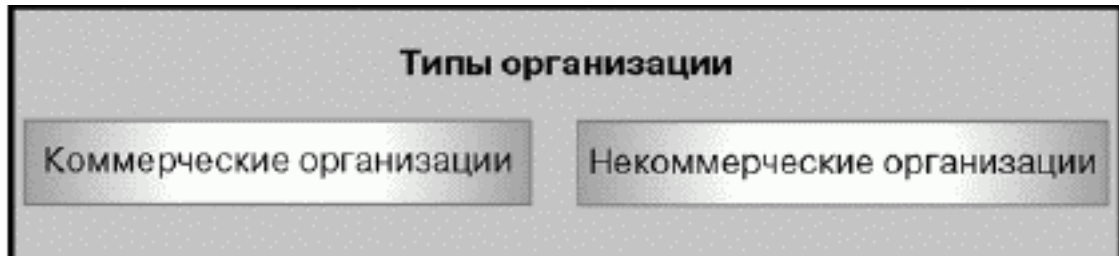 Типы организации
Коммерческие организации
Некоммерческие организации